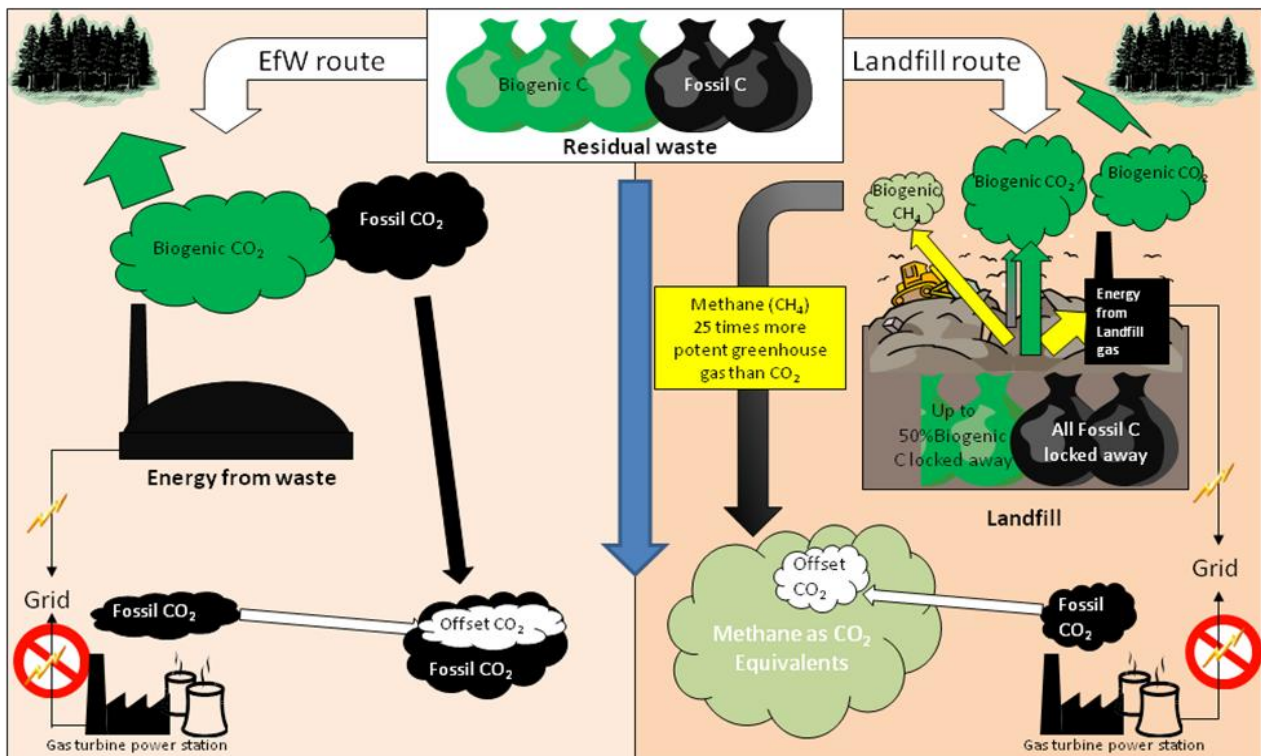 EfW route
Biogenic C
Fossil C
Residual waste
Landfill route
Biogenic CO₂
Fossil CO₂
Energy from waste
Grid
Fossil CO₂
Offset CO₂
Fossil CO₂
Gas turbine power station
Methane (CH₄)
25 times more
potent greenhouse
gas than CO₂
Biogenic
CH₄
Biogenic CO₂
Biogenic CO₂
Energy
from
Landfill
gas
Up to
50%Biogenic
C locked away
All Fossil C
locked away
Landfill
Offset
CO₂
Methane as CO₂
Equivalents
Fossil
CO₂
Grid
Gas turbine power station